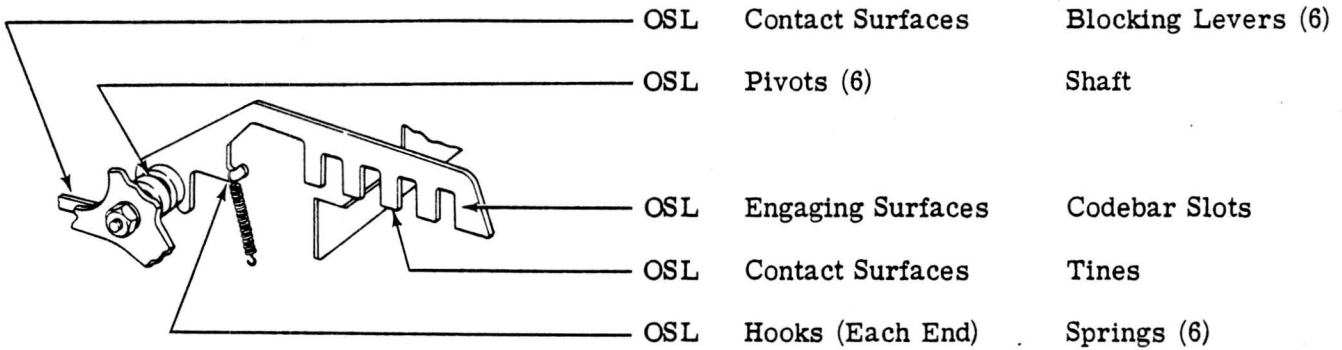 OSL Contact Surfaces Blocking Levers (6)
OSL Pivots (6) Shaft
OSL Engaging Surfaces Codebar Slots
OSL Contact Surfaces Tines
OSL Hooks (Each End) Springs (6)